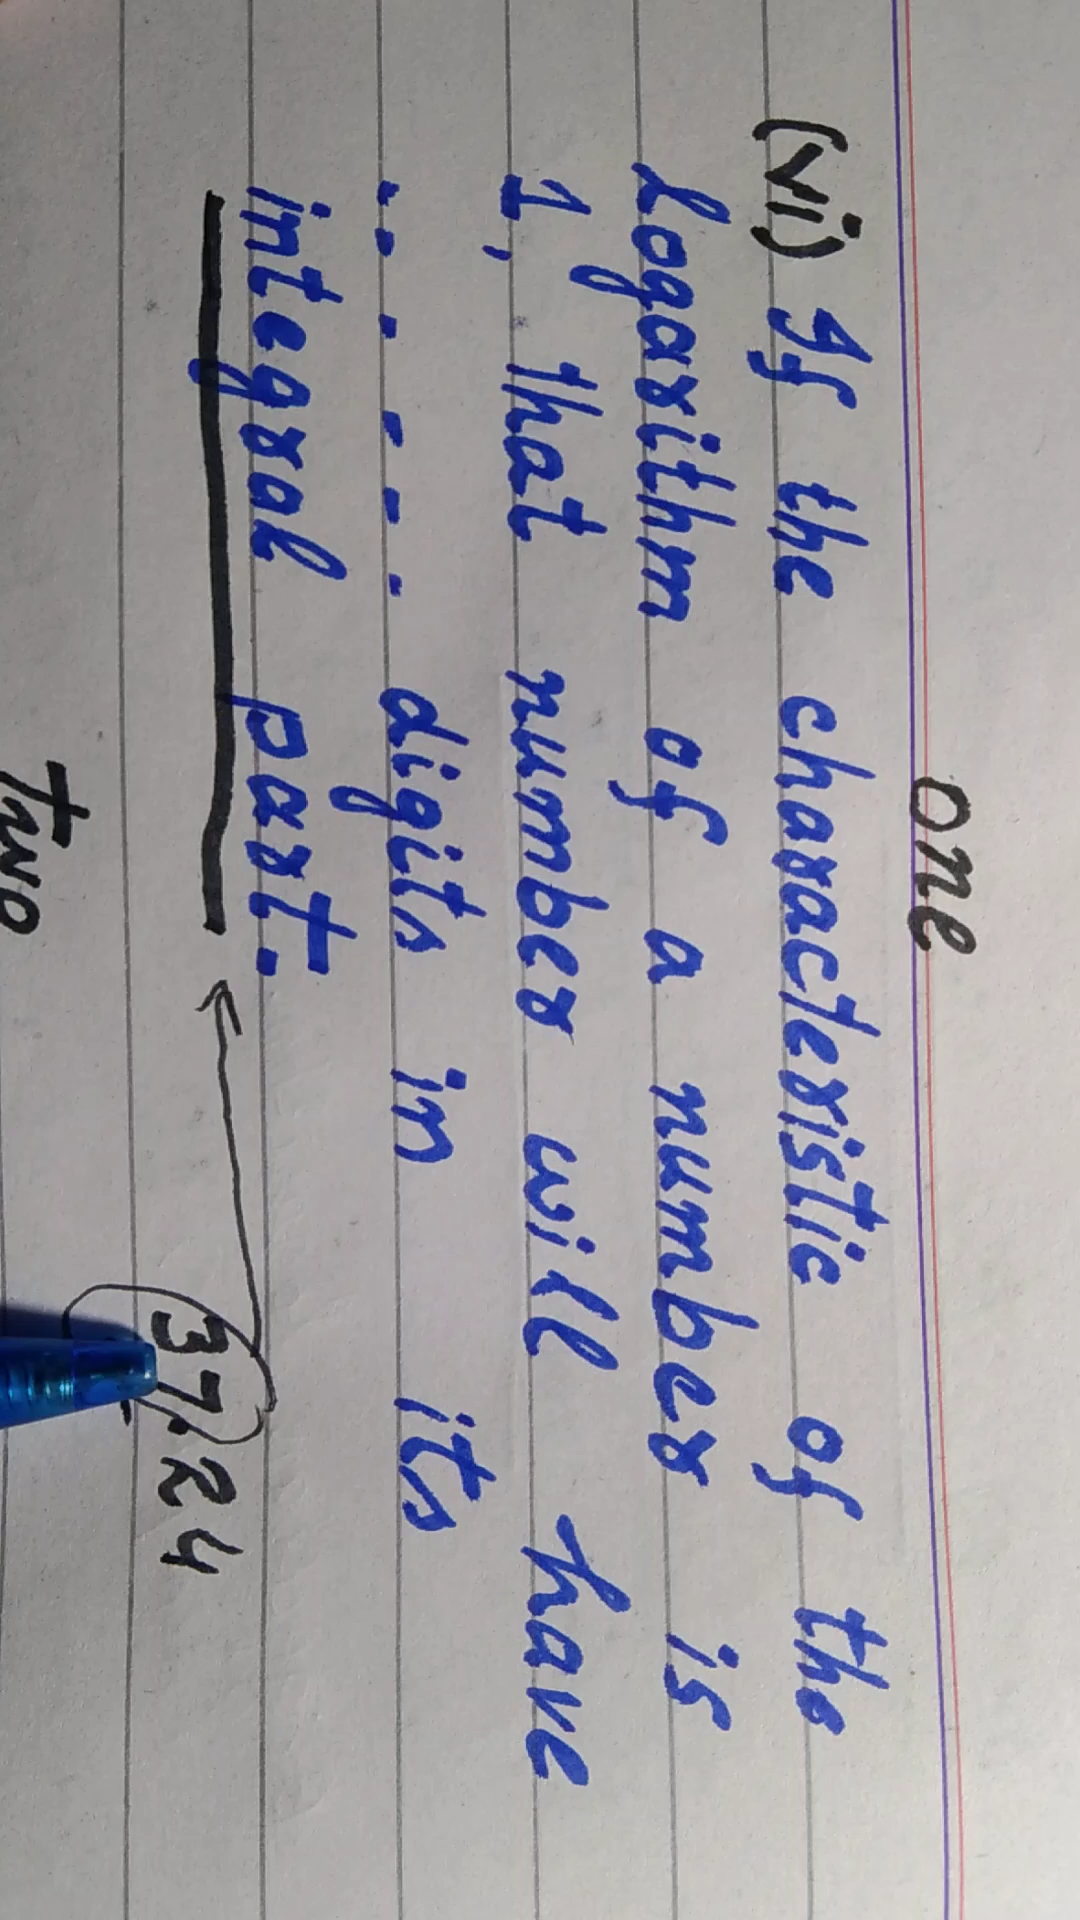 one
(vi) If the characteristic of the
logarithm of a number is
1, that number will have
...... digits in its
integral part.
37.24
Two